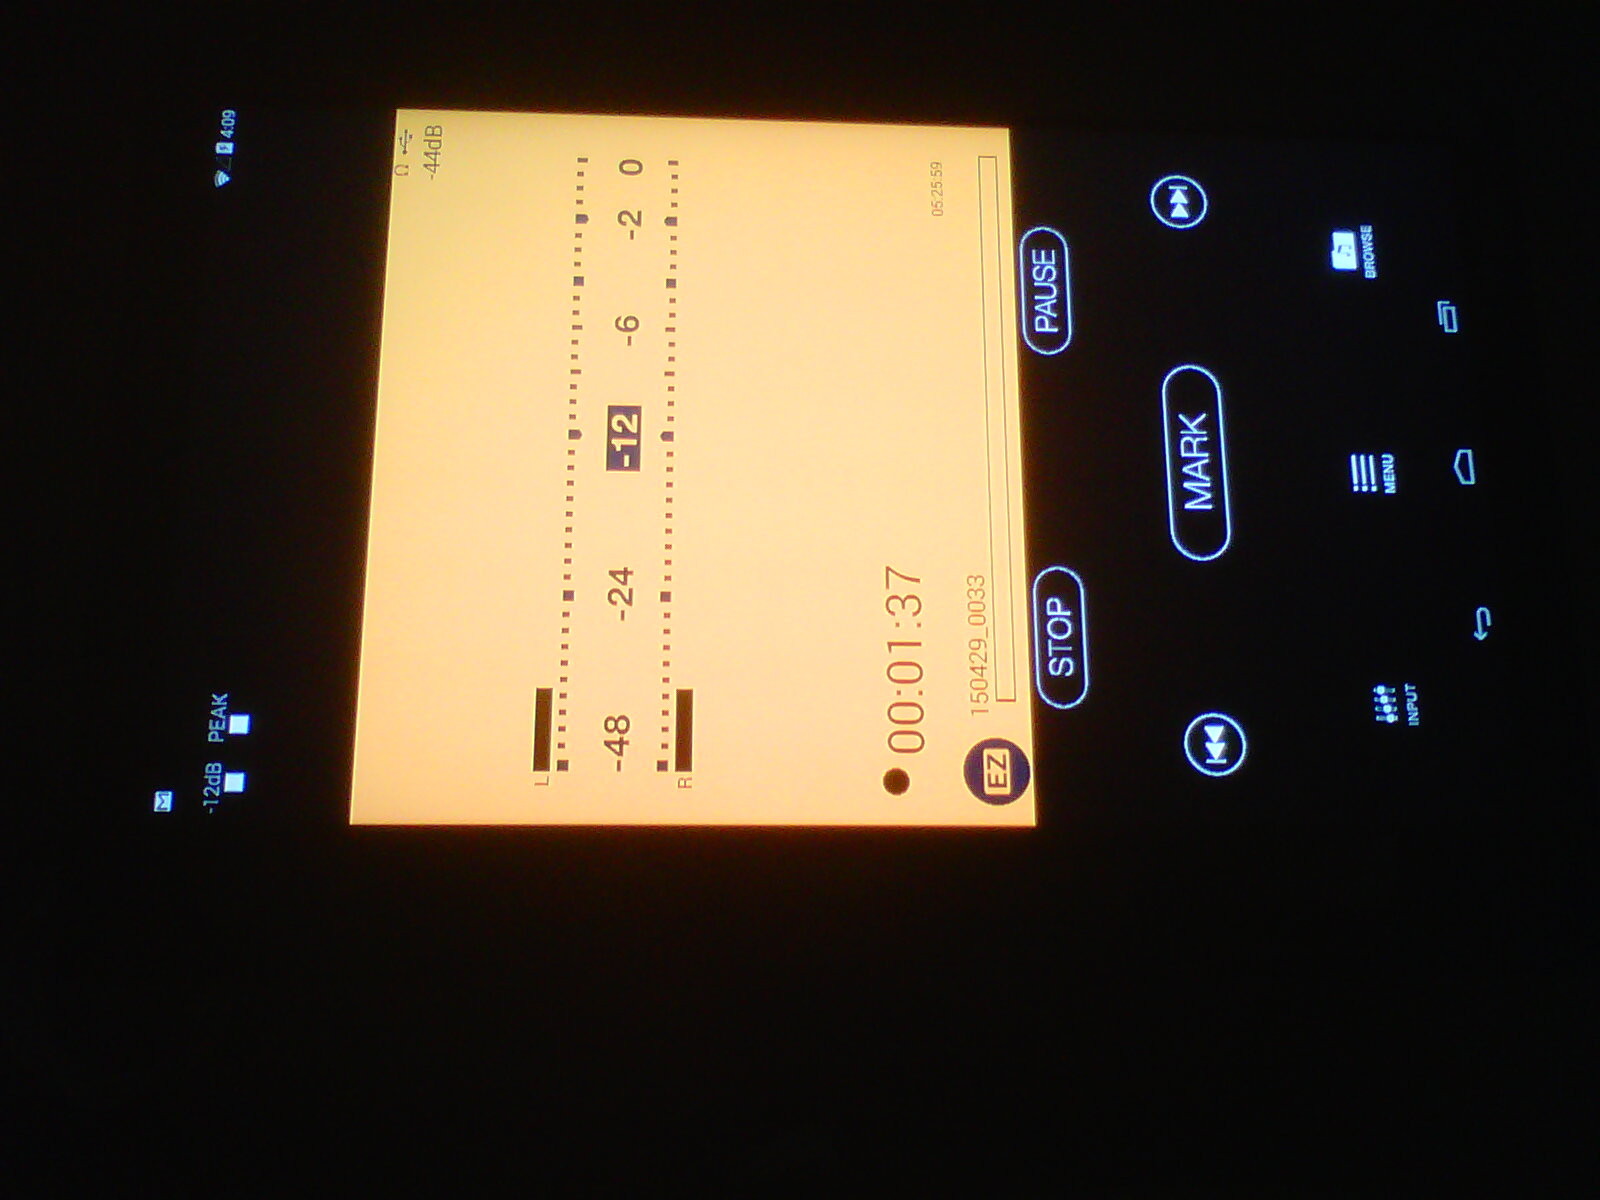 4:09
-12dB PEAK
-44dB
L
-48 -24 -12 -6 -2 0
R
00:01:37
05:25:59
150429_0033
EZ
STOP PAUSE
MARK
INPUT MENU BROWSE